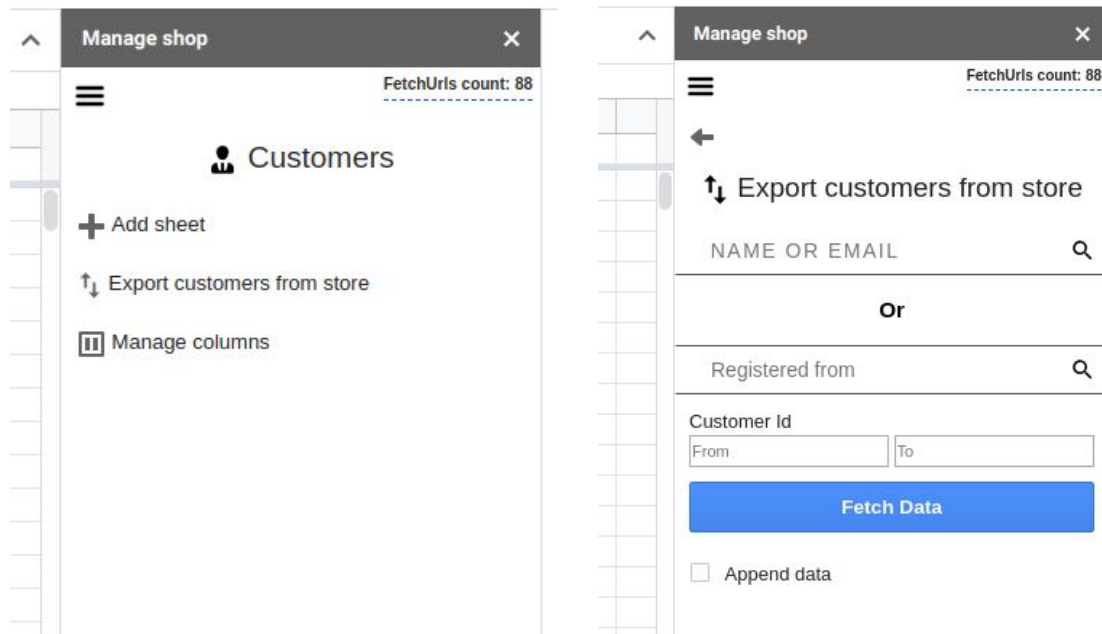 Manage shop
FetchUrls count: 88
Customers
Add sheet
Export customers from store
Manage columns
Manage shop
FetchUrls count: 88
Export customers from store
NAME OR EMAIL
Or
Registered from
Customer Id
From
To
Fetch Data
Append data